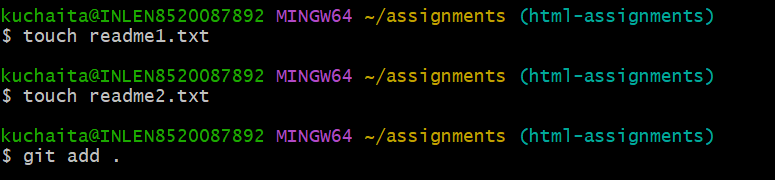 kuchaita@INLEN8520087892 MINGW64 ~/assignments (html-assignments)
$ touch readme1.txt
kuchaita@INLEN8520087892 MINGW64 ~/assignments (html-assignments)
$ touch readme2.txt
kuchaita@INLEN8520087892 MINGW64 ~/assignments (html-assignments)
$ git add .